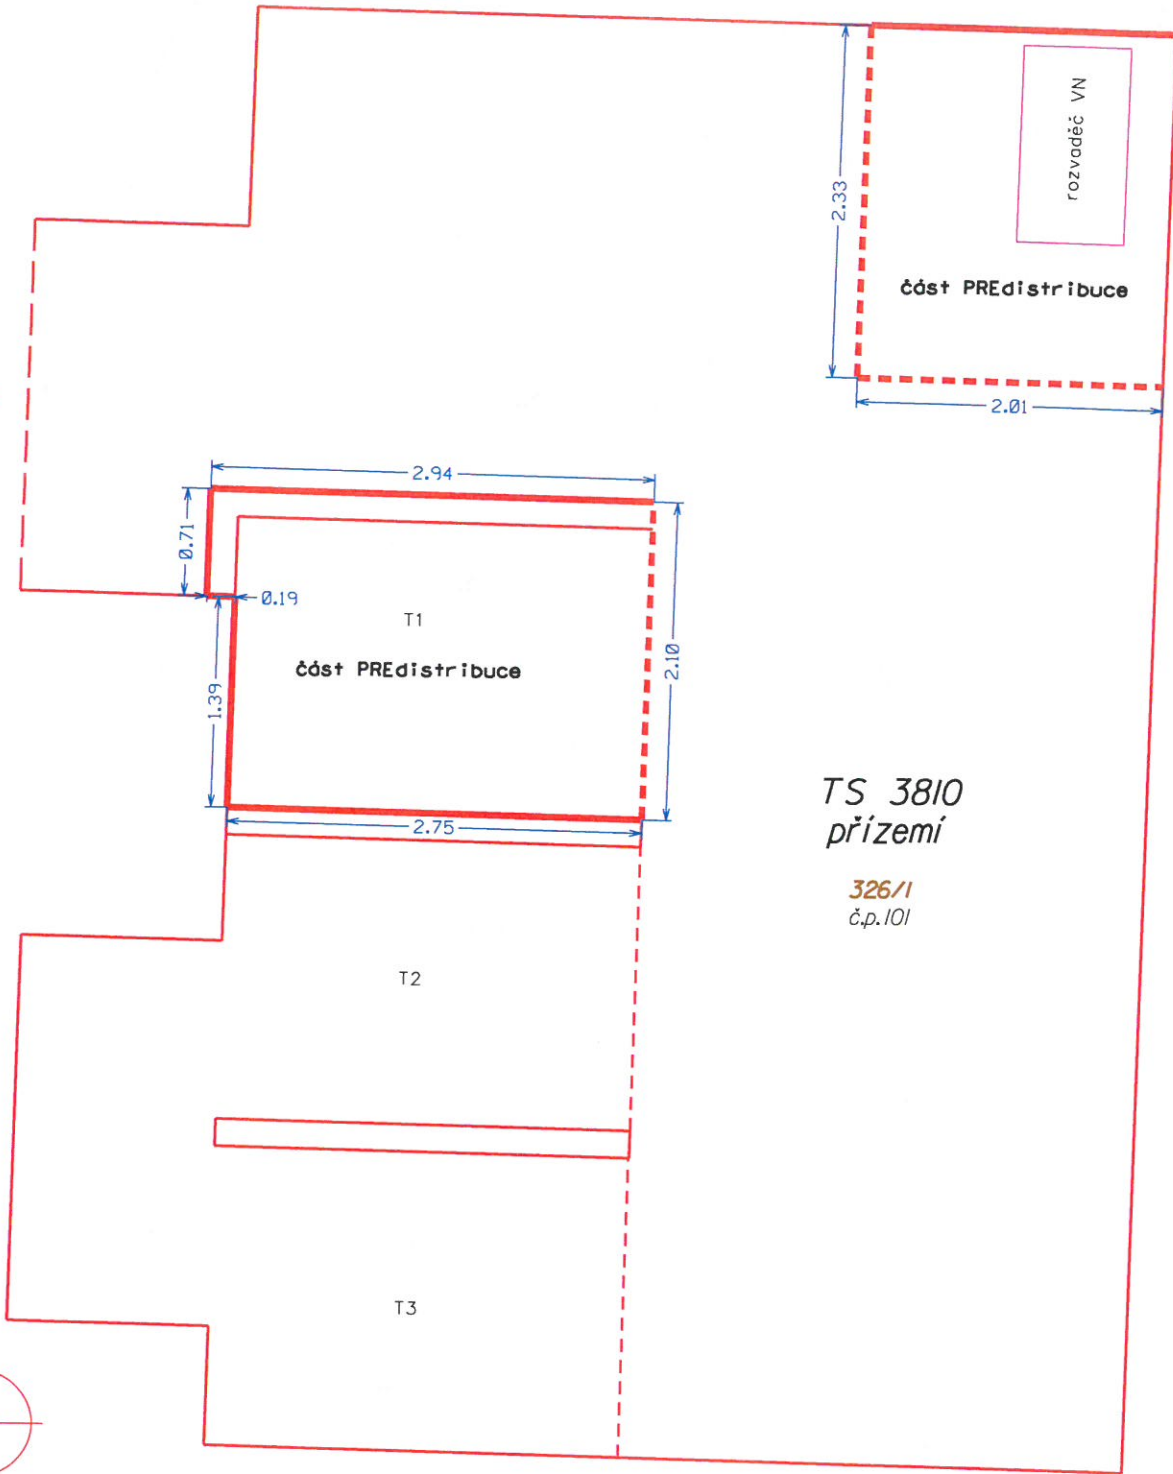 rozvaděč VN
2.33
část PREdistribuce
2.01
2.94
0.71
0.19
T1
část PREdistribuce
2.10
1.39
2.75
TS 3810
přízemí
326/1
č.p.101
T2
T3